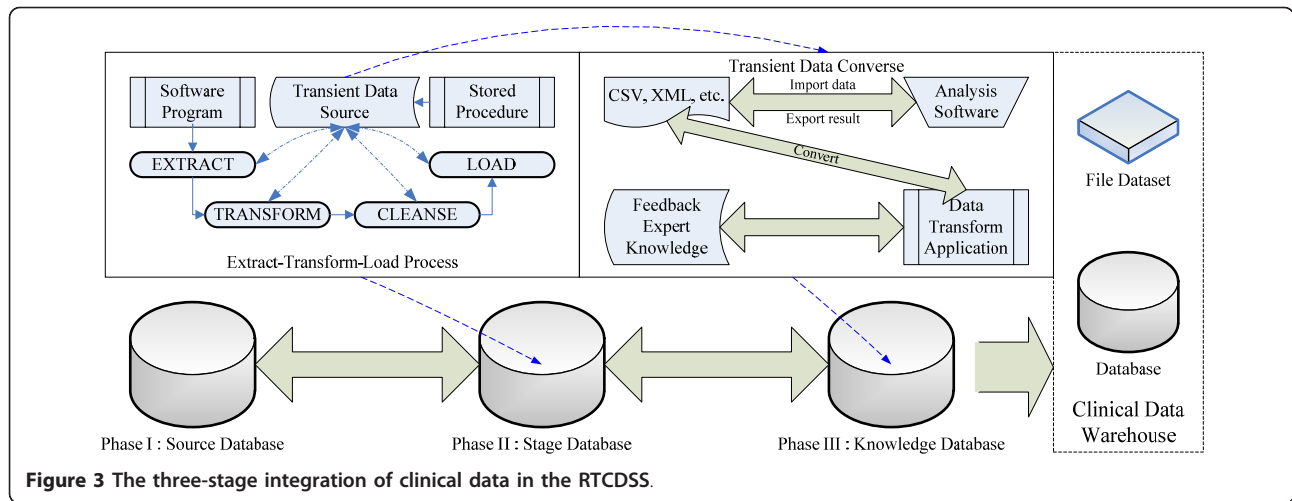 Software
Program
Transient Data
Source
Stored
Procedure
EXTRACT
LOAD
TRANSFORM
CLEANSE
Extract-Transform-Load Process
Transient Data Converse
CSV, XML, etc.
Import data
Export result
Analysis
Software
Convert
Feedback
Expert
Knowledge
Data
Transform
Application
File Dataset
Database
Clinical Data
Warehouse
Phase I : Source Database
Phase II : Stage Database
Phase III : Knowledge Database
Figure 3 The three-stage integration of clinical data in the RTCDSS.